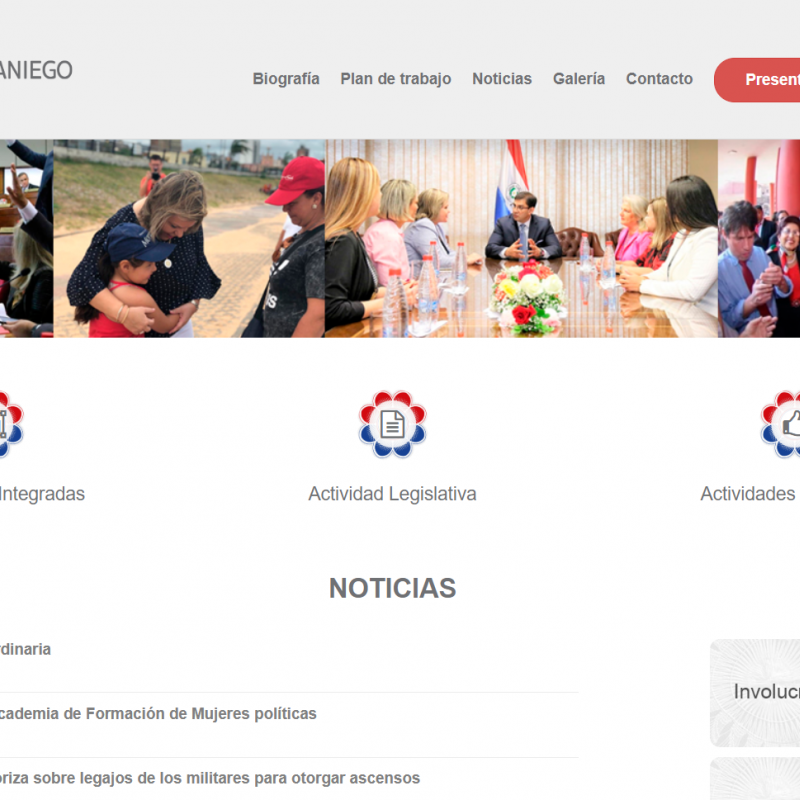 ANIEGO
Biografía Plan de trabajo Noticias Galería Contacto Present
Integradas
Actividad Legislativa
Actividades
NOTICIAS
dinaria
cademia de Formación de Mujeres políticas
oriza sobre legajos de los militares para otorgar ascensos
Involuc